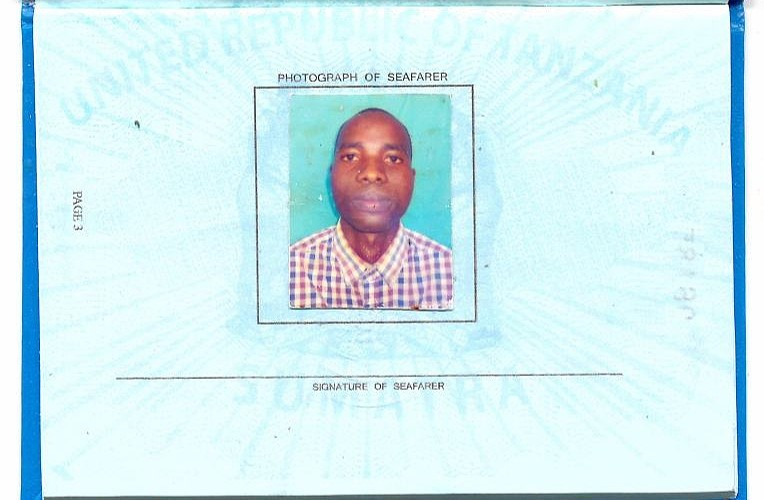 UNITED REPUBLIC OF TANZANIA
PHOTOGRAPH OF SEAFARER
PAGE 3
SIGNATURE OF SEAFARER